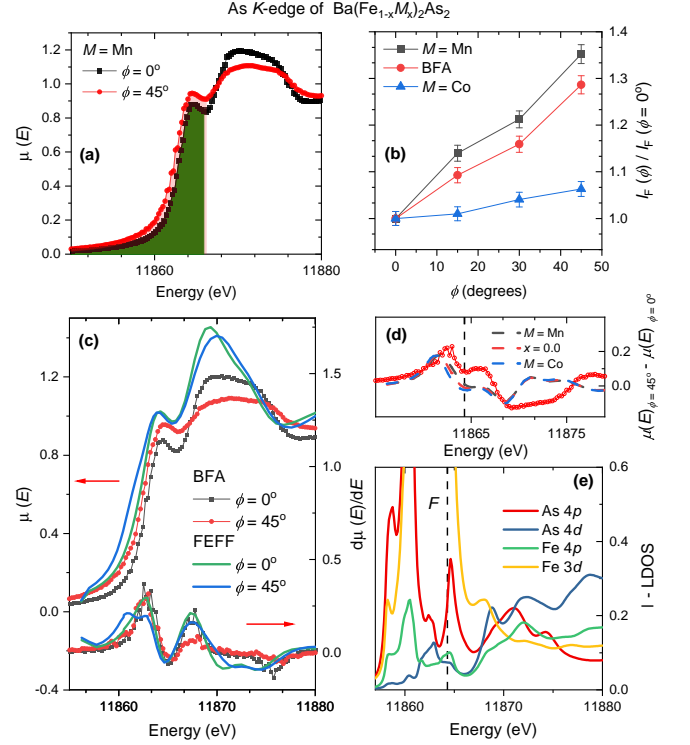 As K-edge of Ba(Fe1-xMx)2As2
M = Mn
ϕ = 0°
ϕ = 45°
(a)
μ (E)
1.2
1.0
0.8
0.6
0.4
0.2
0.0
11860
11880
Energy (eV)
M = Mn
BFA
M = Co
(b)
1.4
1.3
1.2
1.1
1.0
IF (ϕ) / IF (ϕ = 0°)
0 10 20 30 40 50
ϕ (degrees)
(c)
μ (E)
1.6
1.2
0.8
0.4
0.0
-0.4
1.5
1.0
0.5
0.0
dμ (E)/dE
BFA
ϕ = 0°
ϕ = 45°
FEFF
ϕ = 0°
ϕ = 45°
11860 11870 11880
Energy (eV)
(d)
M = Mn
x = 0.0
M = Co
0.2
0.0
μ(E) ϕ = 45° - μ(E) ϕ = 0°
11865 11875
Energy (eV)
(e)
F
As 4p
As 4d
Fe 4p
Fe 3d
0.6
0.4
0.2
0.0
l - LDOS
11860 11870 11880
Energy (eV)